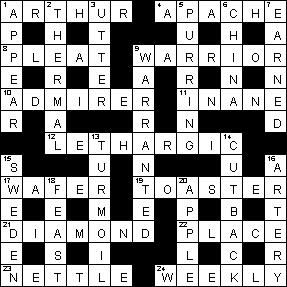 1 A R 2 T H 3 U R 4 A 5 P A 6 C H 7 E
P H T U H A
8 P L E A T 9 W A R R I O R
E R E A R N N
10 A D M I R E R 11 I N A N E
R A R N D
12 L E 13 T H A R G I 14 C
15 S U N U 16 A
17 W A 18 F E R 19 T O 20 A S T E R
E E M E P B T
21 D I A M O N D 22 P L A C E
E S I L C R
23 N E T T L E 24 W E E K L Y